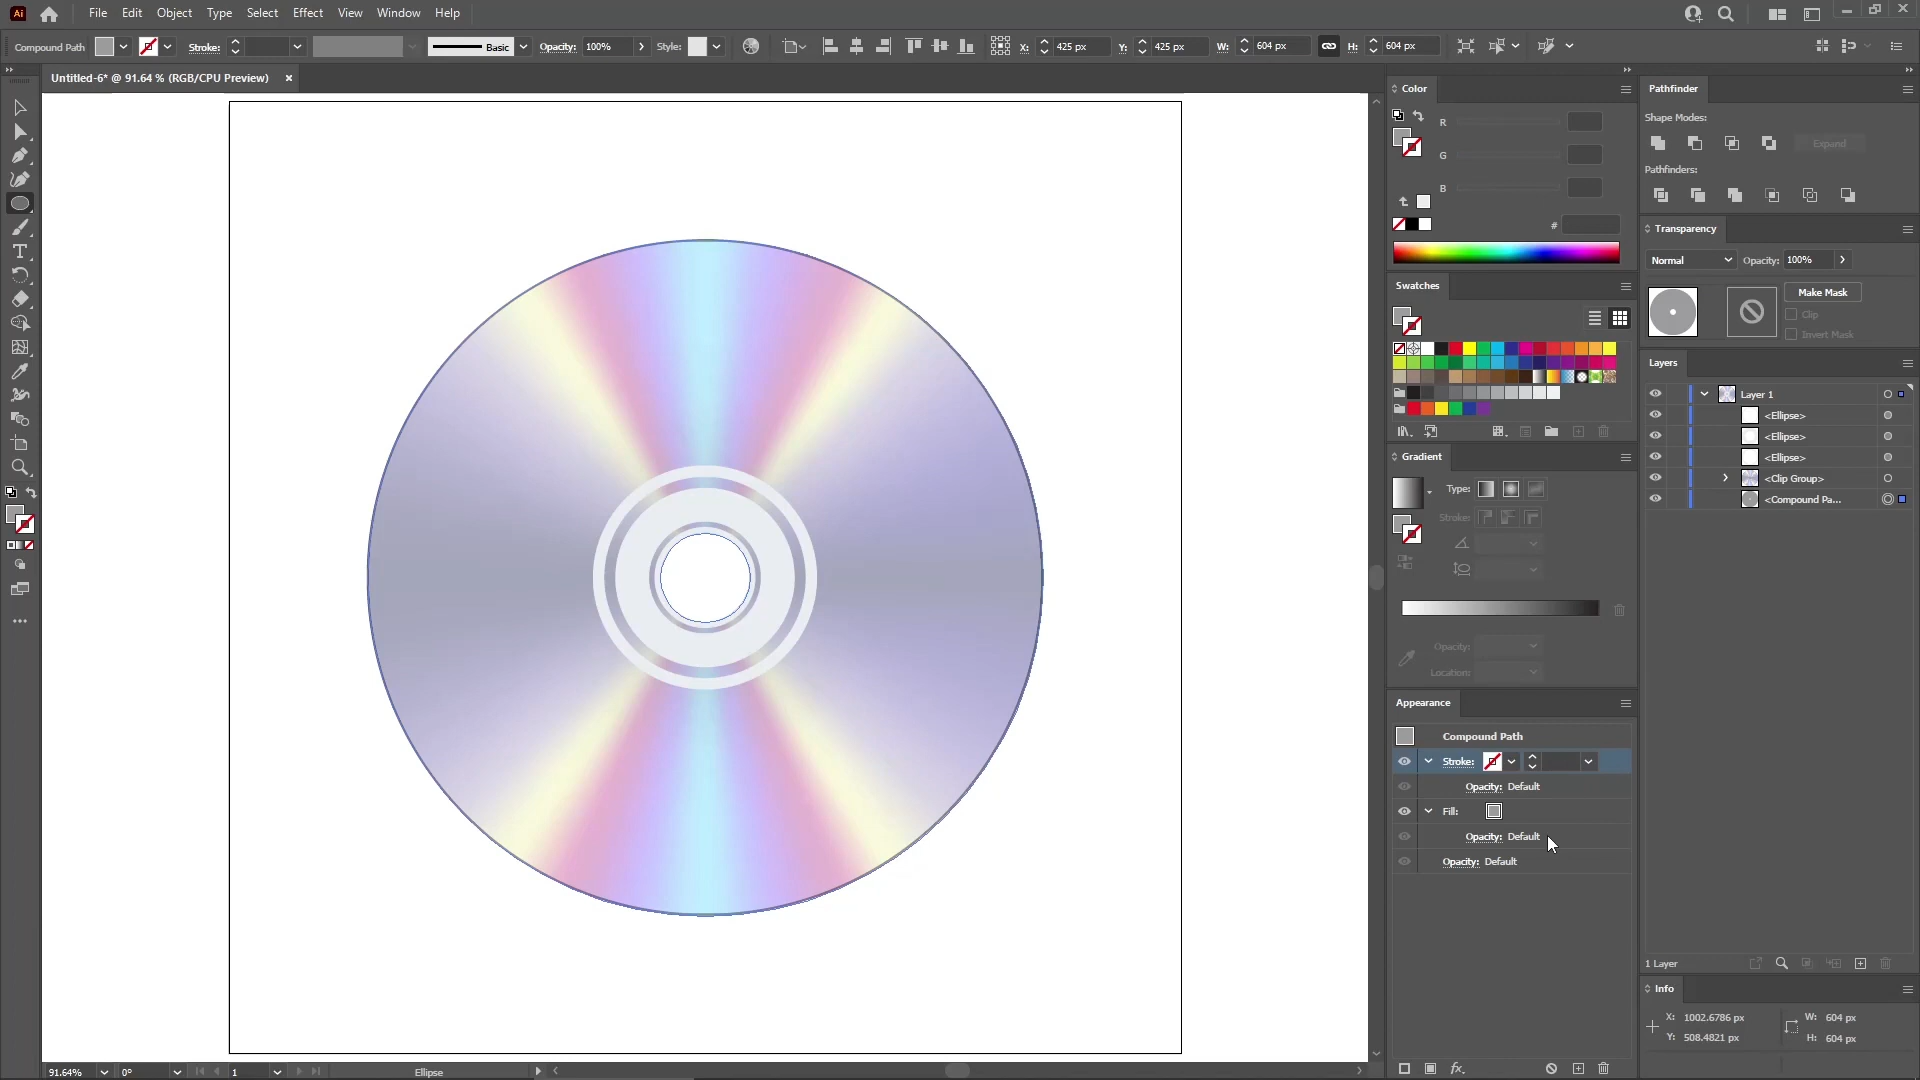 Ai File Edit Object Type Select Effect View Window Help
Compound Path Stroke: Basic Opacity: 100% Style: X: 425 px Y: 425 px W: 604 px H: 604 px
Untitled-6* @ 91.64 % (RGB/CPU Preview) ×
Color
R
G
B
#
Swatches
Gradient
Type:
Stroke:
Opacity:
Location:
Appearance
Compound Path
Stroke:
Opacity: Default
Fill:
Opacity: Default
Opacity: Default
fx
Pathfinder
Shape Modes:
Expand
Pathfinders:
Transparency
Normal Opacity: 100%
Make Mask
Clip
Invert Mask
Layers
Layer 1
<Ellipse>
<Ellipse>
<Ellipse>
<Clip Group>
<Compound Pa...
1 Layer
Info
X: 1002.6786 px W: 604 px
Y: 508.4821 px H: 604 px
91.64% 0° 1 Ellipse